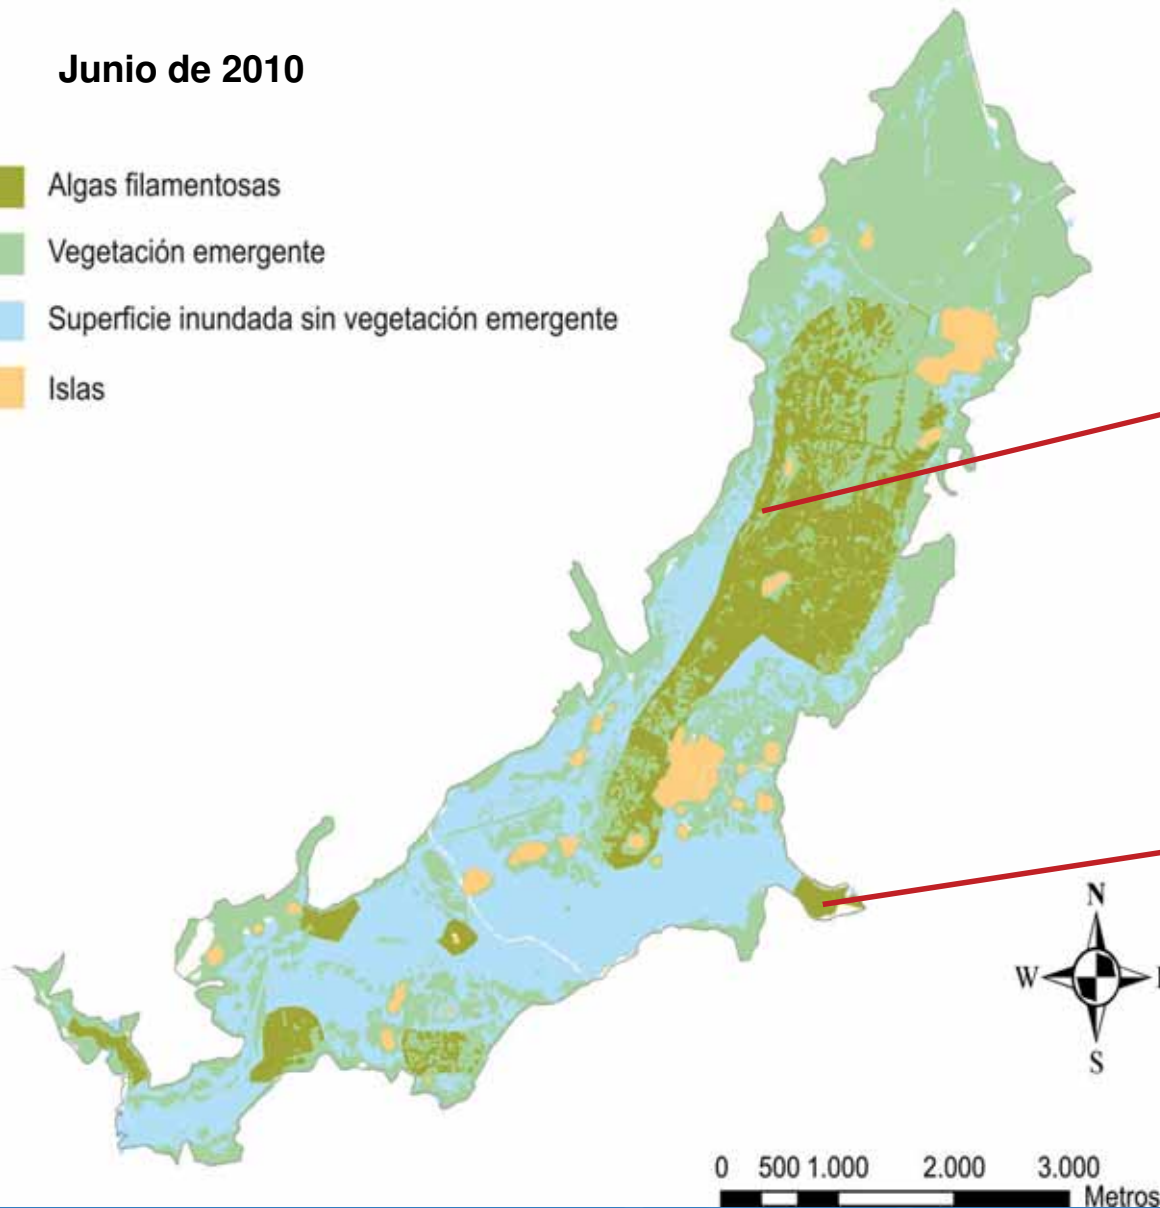 Junio de 2010
Algas filamentosas
Vegetación emergente
Superficie inundada sin vegetación emergente
Islas
N
W
S
0 500 1.000 2.000 3.000
Metros